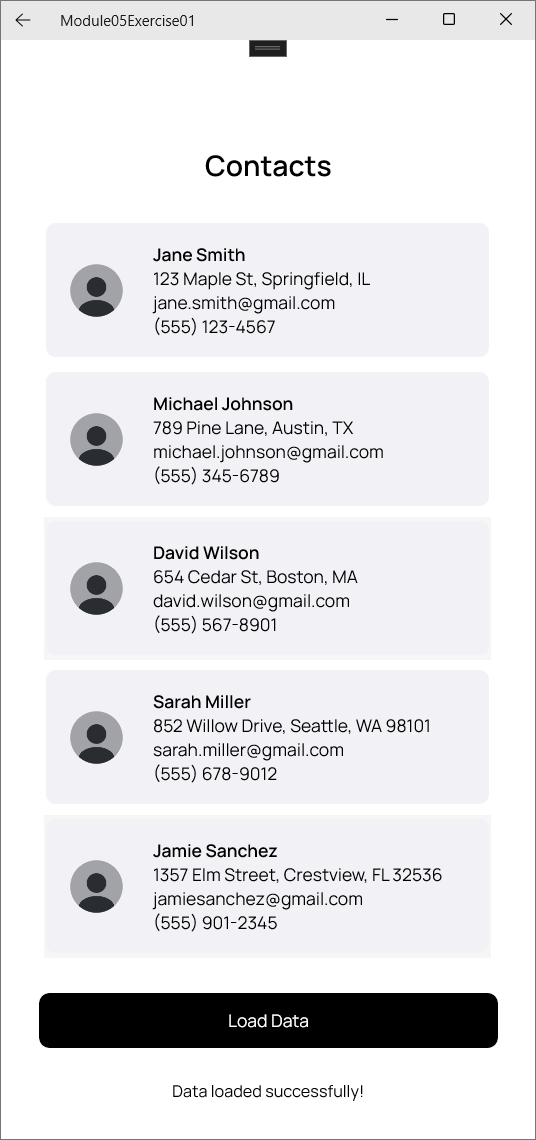 Module05Exercise01
Contacts
Jane Smith
123 Maple St, Springfield, IL
jane.smith@gmail.com
(555) 123-4567
Michael Johnson
789 Pine Lane, Austin, TX
michael.johnson@gmail.com
(555) 345-6789
David Wilson
654 Cedar St, Boston, MA
david.wilson@gmail.com
(555) 567-8901
Sarah Miller
852 Willow Drive, Seattle, WA 98101
sarah.miller@gmail.com
(555) 678-9012
Jamie Sanchez
1357 Elm Street, Crestview, FL 32536
jamiesanchez@gmail.com
(555) 901-2345
Load Data
Data loaded successfully!